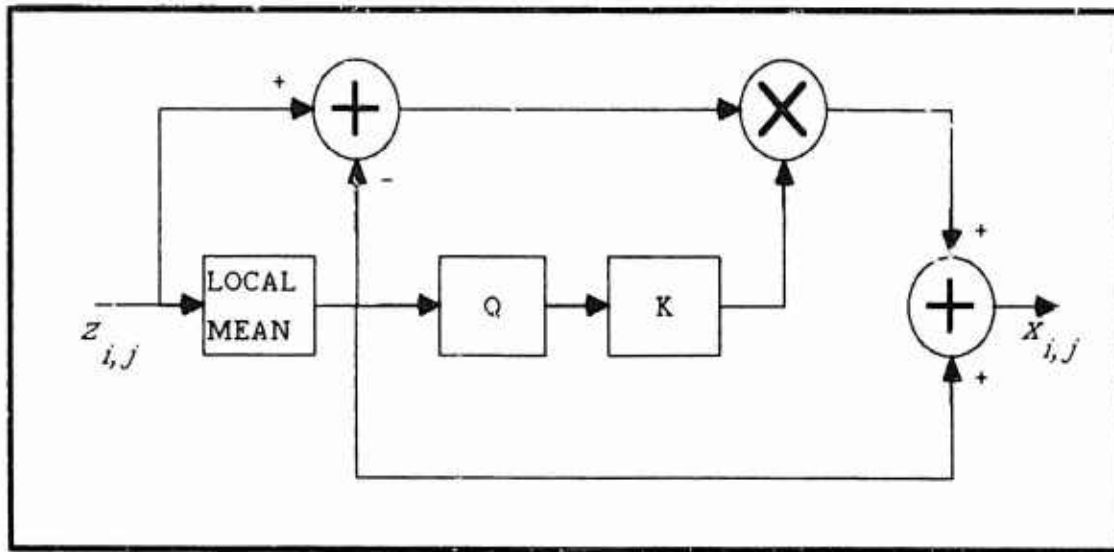 +
+
×
-
+
LOCAL
MEAN
Q
K
+
z i,j
x i,j
+